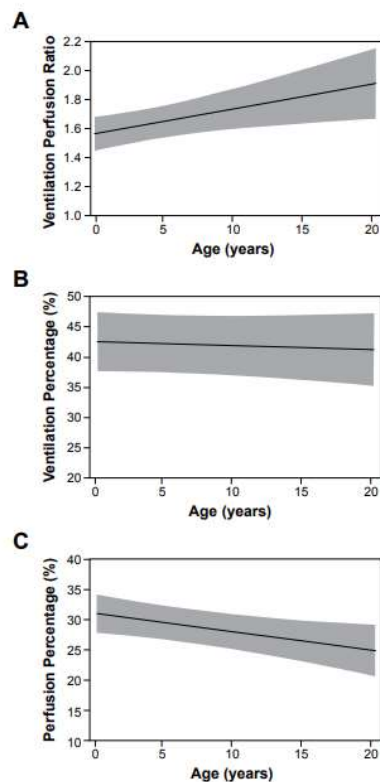 A
Ventilation Perfusion Ratio
2.2
2.0
1.8
1.6
1.4
1.2
1.0
0 5 10 15 20
Age (years)
B
Ventilation Percentage (%)
50
45
40
35
30
25
20
0 5 10 15 20
Age (years)
C
Perfusion Percentage (%)
40
35
30
25
20
15
10
0 5 10 15 20
Age (years)